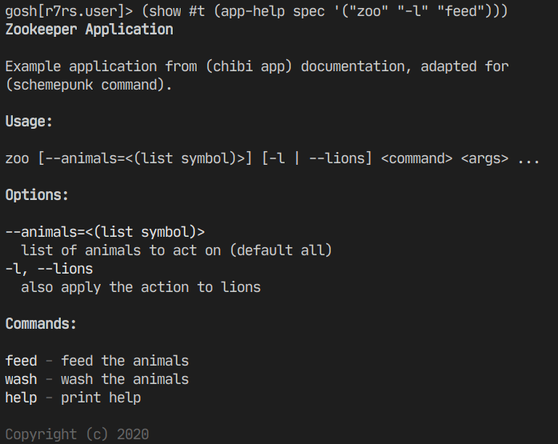 gosh[r7rs.user]> (show #t (app-help spec '("zoo" "-l" "feed")))
Zookeeper Application
Example application from (chibi app) documentation, adapted for
(schemepunk command).
Usage:
zoo [--animals=<(list symbol)>] [-l | --lions] <command> <args> ...
Options:
--animals=<(list symbol)>
list of animals to act on (default all)
-l, --lions
also apply the action to lions
Commands:
feed - feed the animals
wash - wash the animals
help - print help
Copyright (c) 2020